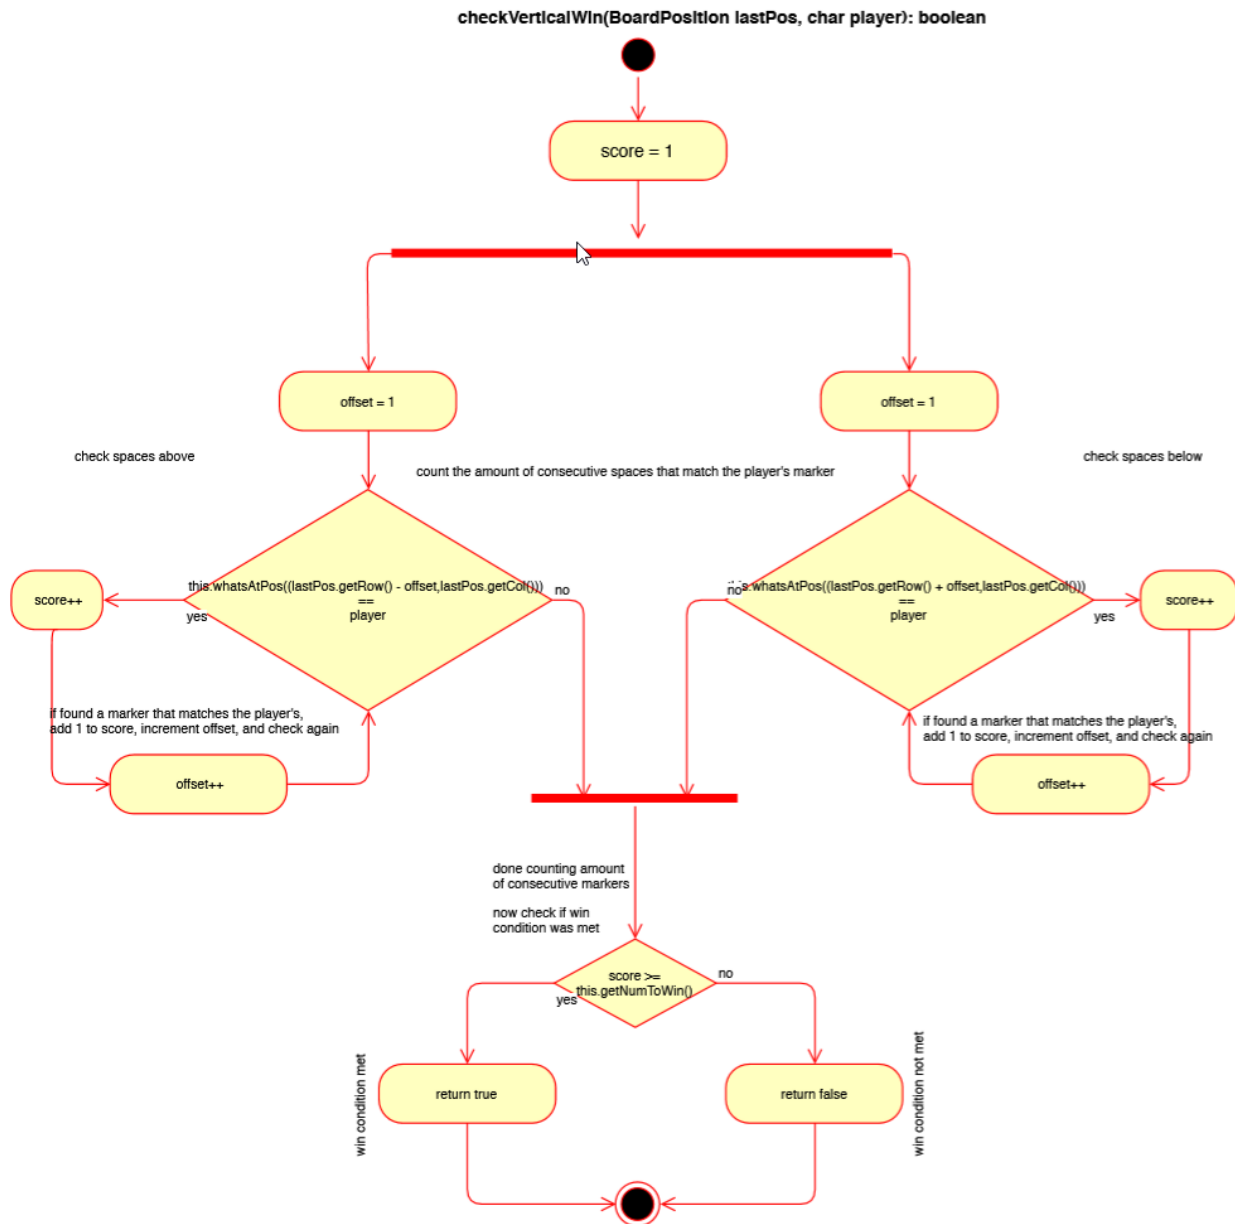 checkVerticalWin(BoardPosition lastPos, char player): boolean
score = 1
offset = 1
offset = 1
check spaces above
count the amount of consecutive spaces that match the player's marker
check spaces below
this.whatsAtPos((lastPos.getRow() - offset,lastPos.getCol()))
==
player
no
yes
score++
no
s.whatsAtPos((lastPos.getRow() + offset,lastPos.getCol()))
==
player
yes
score++
if found a marker that matches the player's,
add 1 to score, increment offset, and check again
offset++
if found a marker that matches the player's,
add 1 to score, increment offset, and check again
offset++
done counting amount
of consecutive markers
now check if win
condition was met
score >=
this.getNumToWin()
yes
no
win condition met
return true
return false
win condition not met